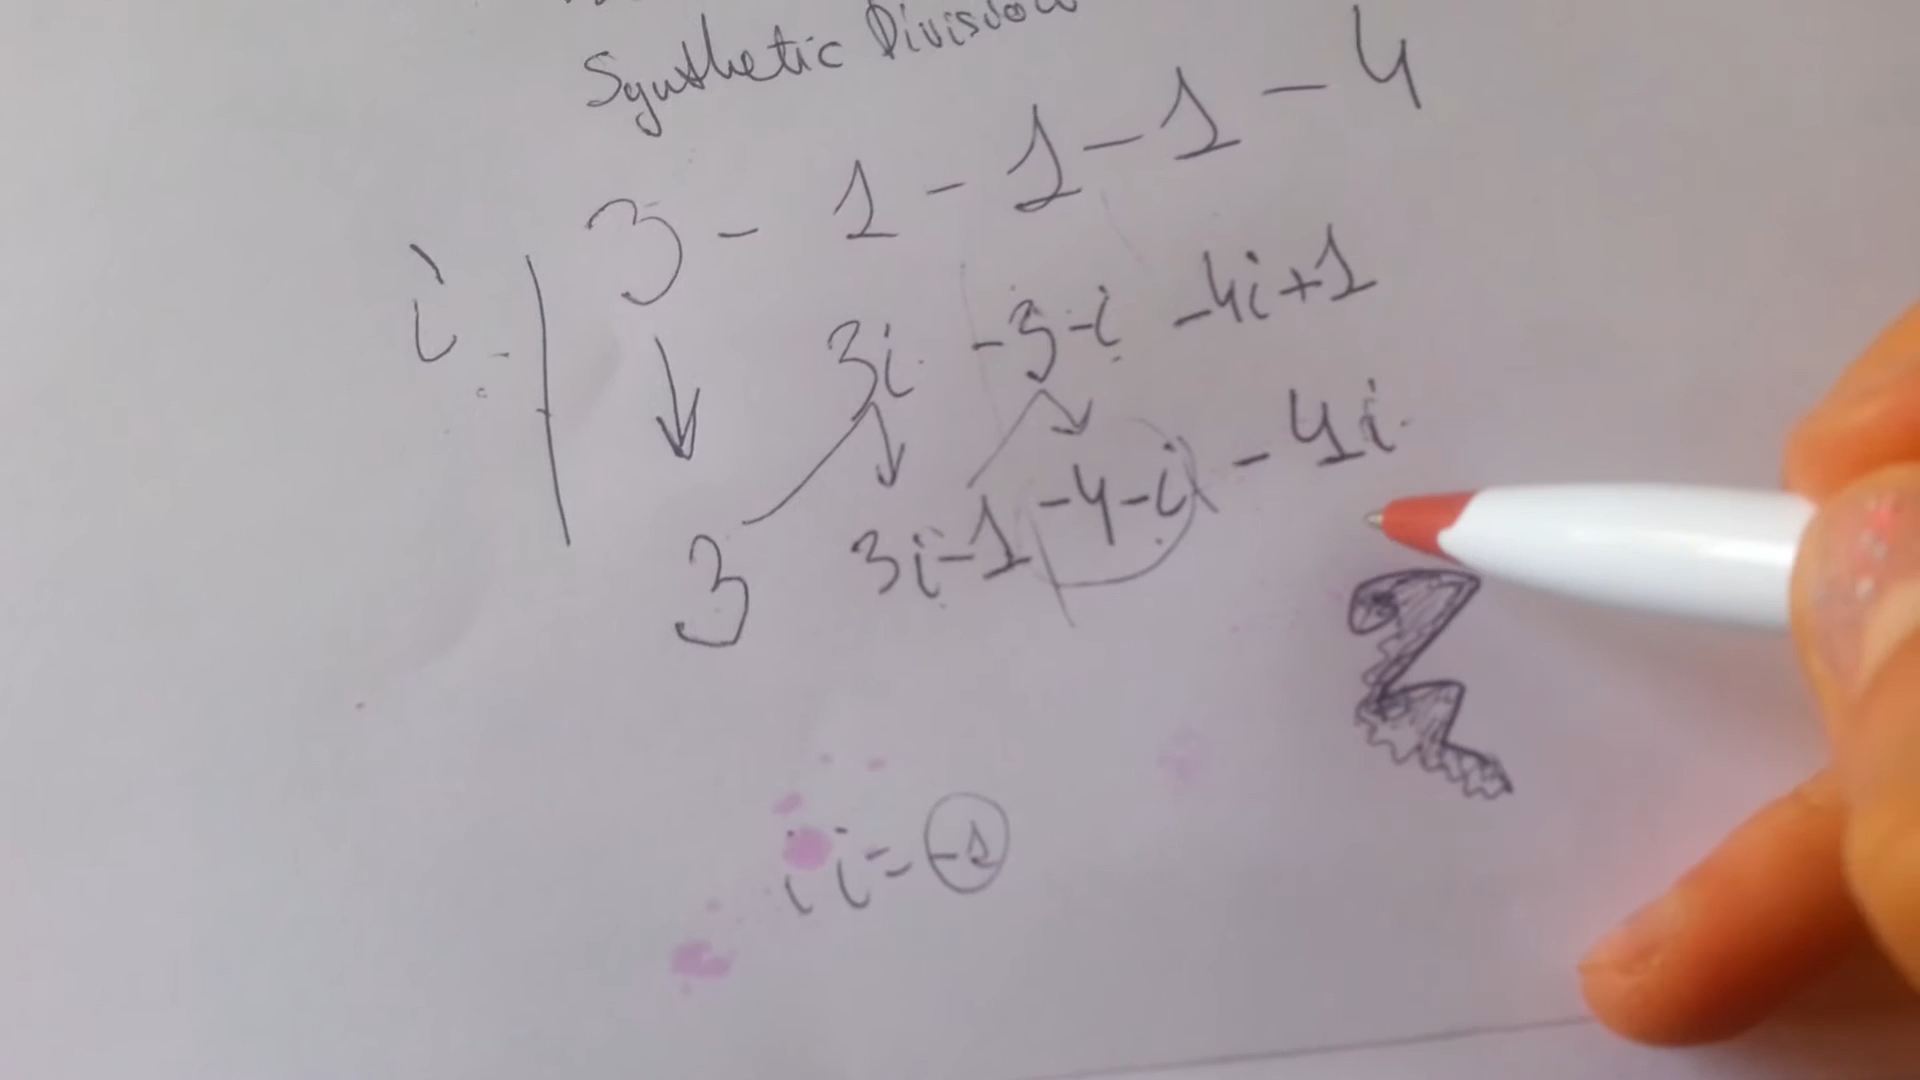 Synthetic Division
3 - 1 - 1 - 1 - 4
i 3i -3-i -4i+1
3 3i-1 -4-i -4i
i i = -1